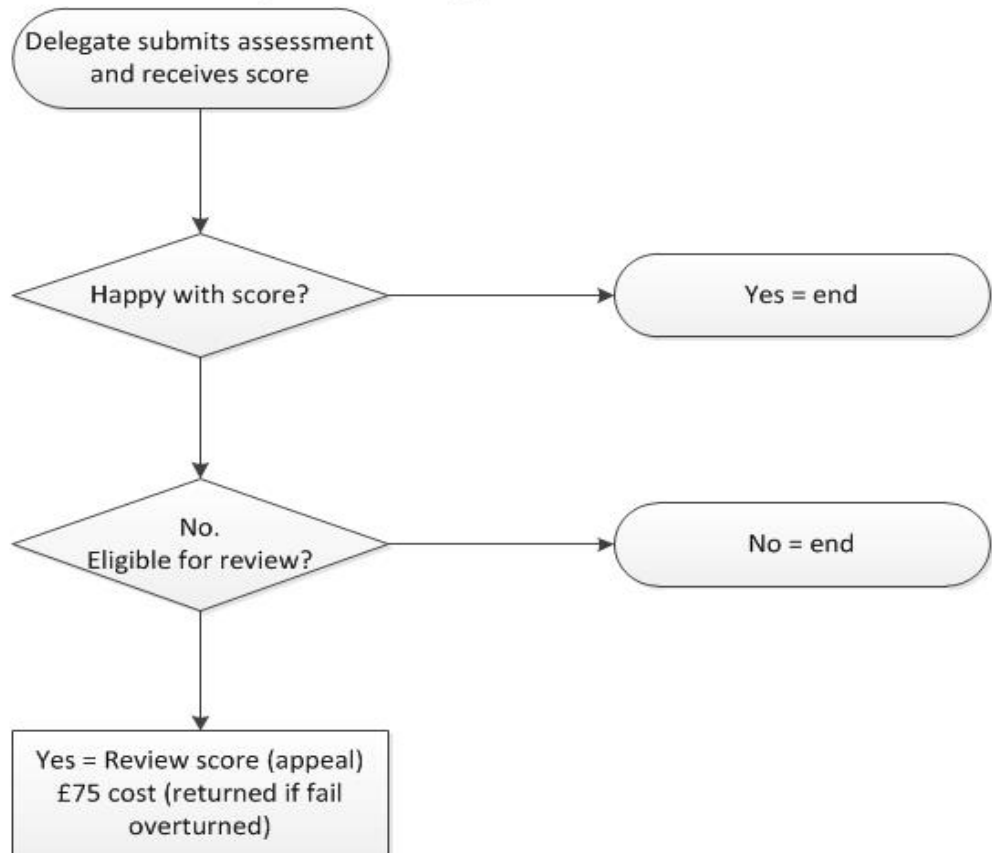 Delegate submits assessment
and receives score
Happy with score?
Yes = end
No.
Eligible for review?
No = end
Yes = Review score (appeal)
£75 cost (returned if fail
overturned)